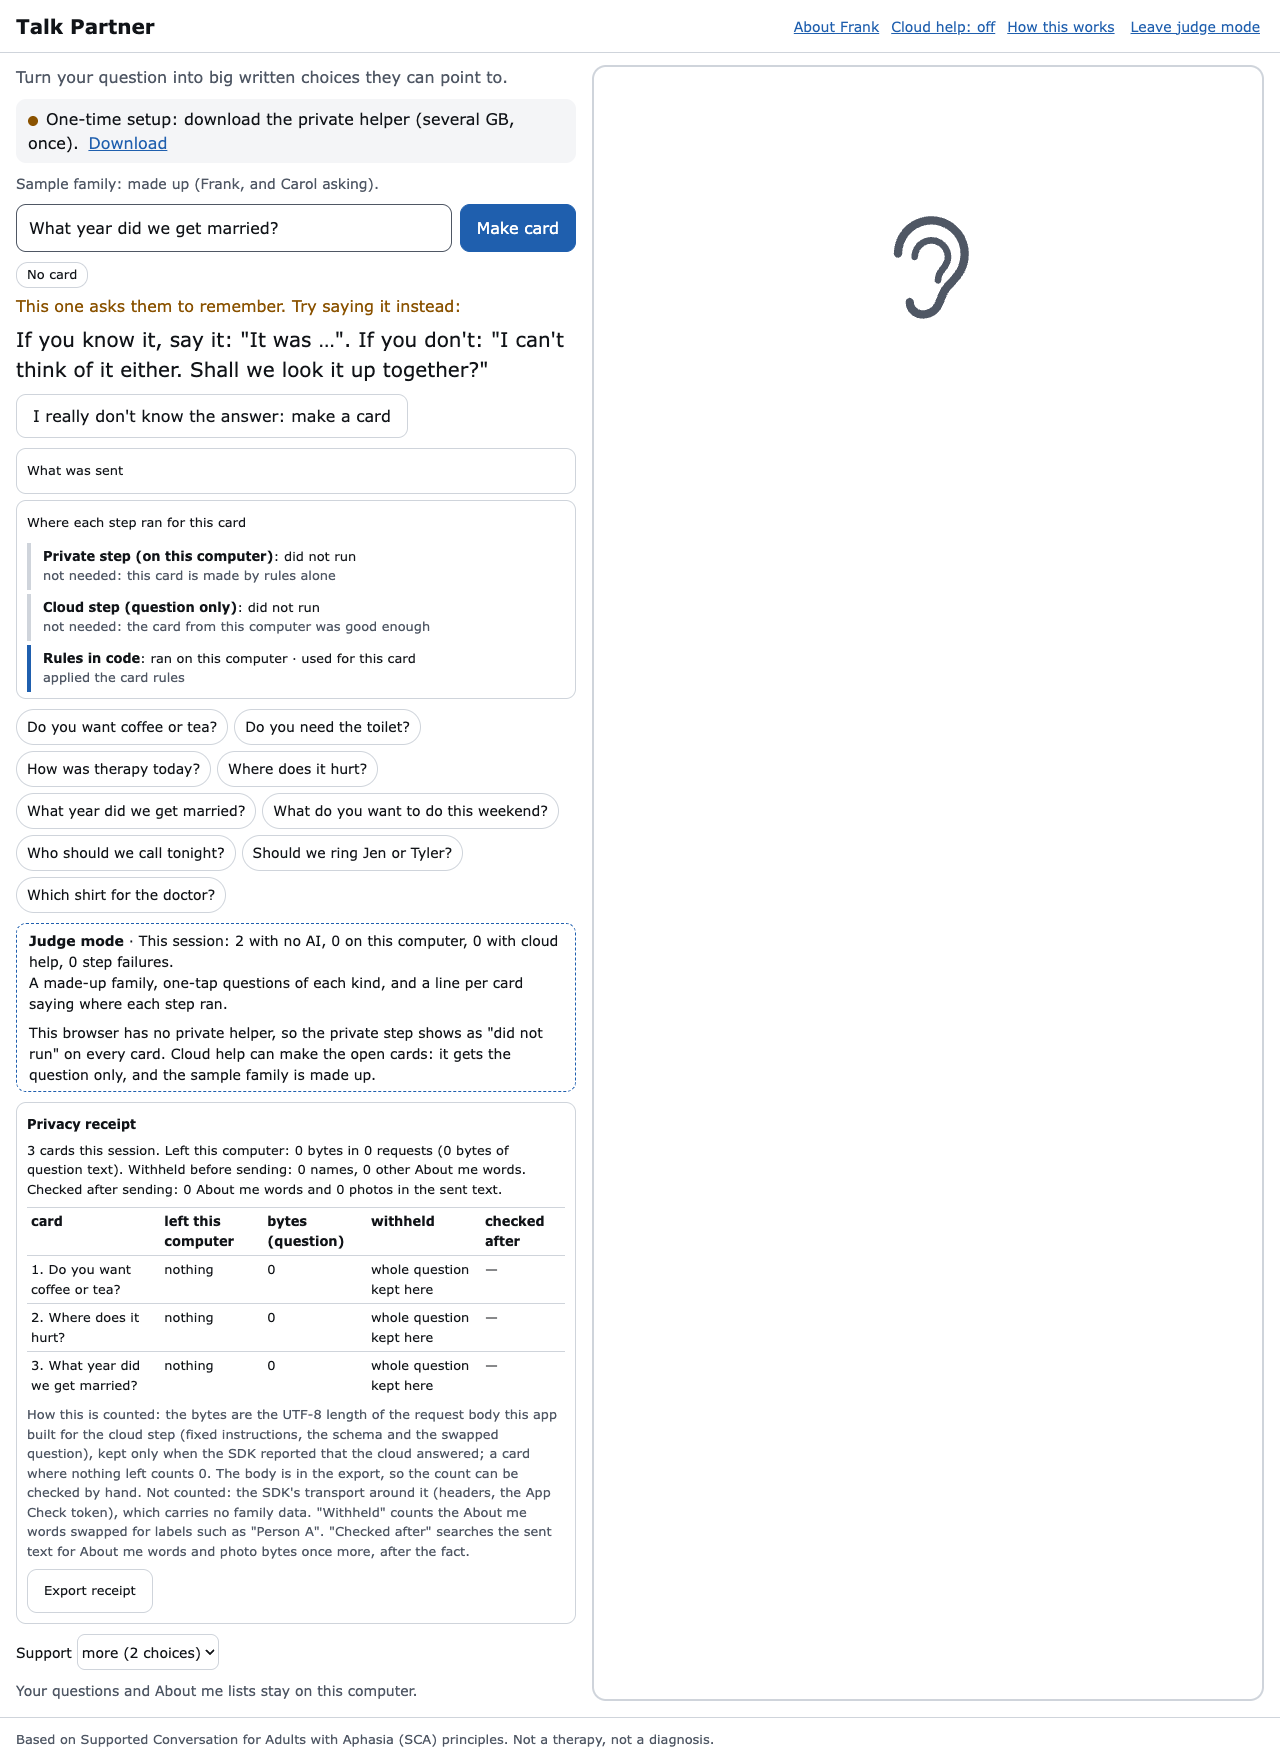 Talk Partner
About Frank Cloud help: off How this works Leave judge mode
Turn your question into big written choices they can point to.
One-time setup: download the private helper (several GB,
once). Download
Sample family: made up (Frank, and Carol asking).
What year did we get married?
Make card
No card
This one asks them to remember. Try saying it instead:
If you know it, say it: "It was …". If you don't: "I can't
think of it either. Shall we look it up together?"
I really don't know the answer: make a card
What was sent
Where each step ran for this card
Private step (on this computer): did not run
not needed: this card is made by rules alone
Cloud step (question only): did not run
not needed: the card from this computer was good enough
Rules in code: ran on this computer · used for this card
applied the card rules
Do you want coffee or tea? Do you need the toilet?
How was therapy today? Where does it hurt?
What year did we get married? What do you want to do this weekend?
Who should we call tonight? Should we ring Jen or Tyler?
Which shirt for the doctor?
Judge mode · This session: 2 with no AI, 0 on this computer, 0 with cloud
help, 0 step failures.
A made-up family, one-tap questions of each kind, and a line per card
saying where each step ran.
This browser has no private helper, so the private step shows as "did not
run" on every card. Cloud help can make the open cards: it gets the
question only, and the sample family is made up.
Privacy receipt
3 cards this session. Left this computer: 0 bytes in 0 requests (0 bytes of
question text). Withheld before sending: 0 names, 0 other About me words.
Checked after sending: 0 About me words and 0 photos in the sent text.
card left this bytes withheld checked
computer (question) after
1. Do you want nothing 0 whole question —
coffee or tea? kept here
2. Where does it nothing 0 whole question —
hurt? kept here
3. What year did nothing 0 whole question —
we get married? kept here
How this is counted: the bytes are the UTF-8 length of the request body this app
built for the cloud step (fixed instructions, the schema and the swapped
question), kept only when the SDK reported that the cloud answered; a card
where nothing left counts 0. The body is in the export, so the count can be
checked by hand. Not counted: the SDK's transport around it (headers, the App
Check token), which carries no family data. "Withheld" counts the About me
words swapped for labels such as "Person A". "Checked after" searches the sent
text for About me words and photo bytes once more, after the fact.
Export receipt
Support more (2 choices)
Your questions and About me lists stay on this computer.
Based on Supported Conversation for Adults with Aphasia (SCA) principles. Not a therapy, not a diagnosis.